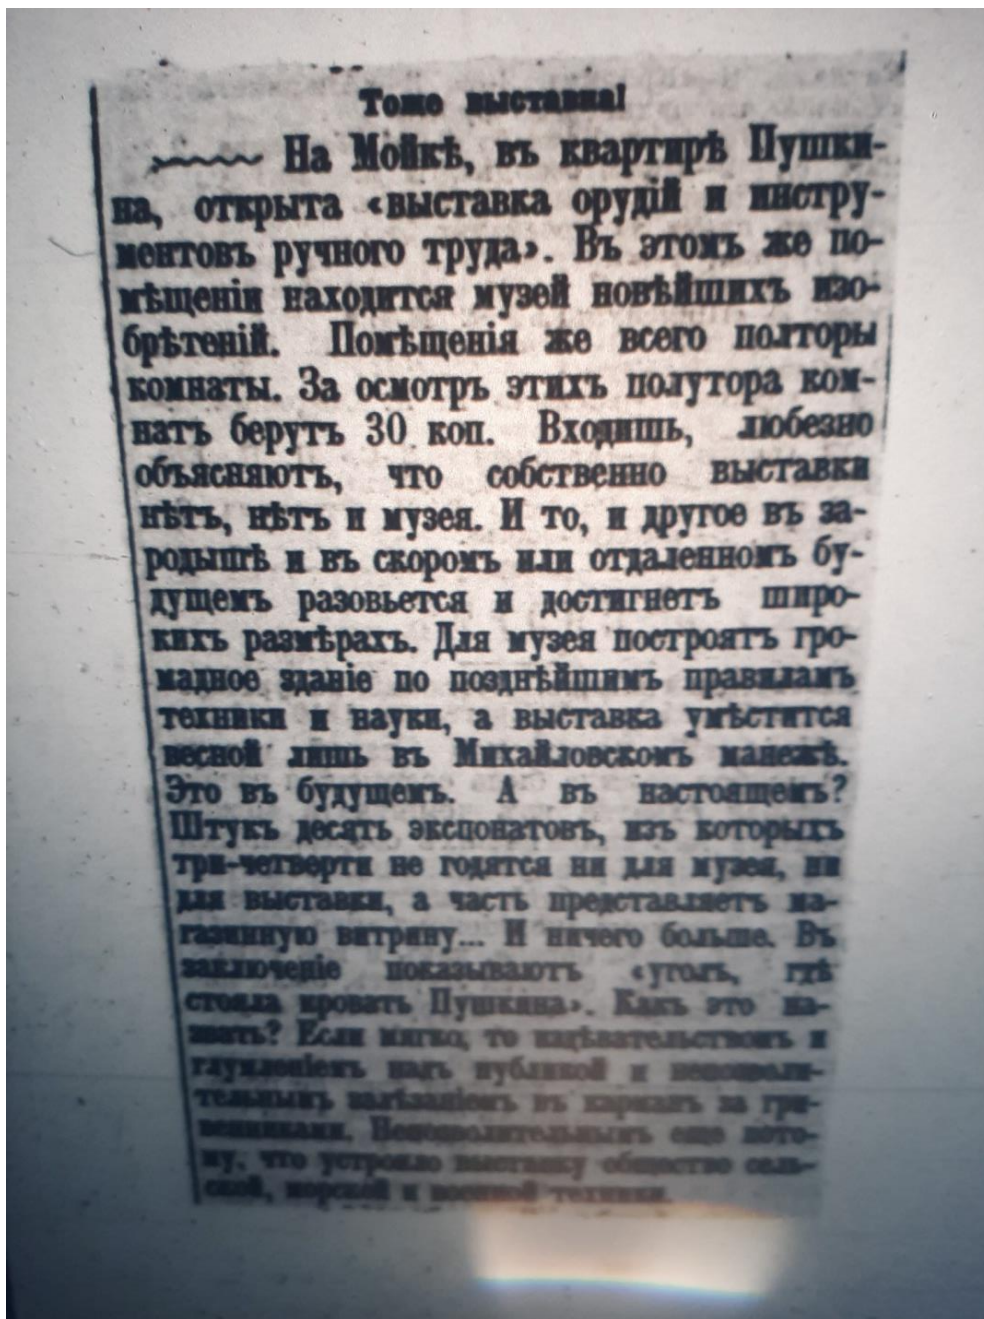 Тоже выставка!
На Мойкѣ, въ квартирѣ Пушки-
на, открыта «выставка орудій и инстру-
ментовъ ручного труда». Въ этомъ же по-
мѣщеніи находится музей новѣйшихъ изо-
брѣтеній. Помѣщенія же всего полторы
комнаты. За осмотръ этихъ полутора ком-
натъ берутъ 30 коп. Входишь, любезно
объясняютъ, что собственно выставки
нѣтъ, нѣтъ и музея. И то, и другое въ за-
родышѣ и въ скоромъ или отдаленномъ бу-
дущемъ разовьется и достигнетъ широ-
кихъ размѣрахъ. Для музея построятъ гро-
мадное зданіе по позднѣйшимъ правиламъ
техники и науки, а выставка умѣстится
весной лишь въ Михайловскомъ манежѣ.
Это въ будущемъ. А въ настоящемъ?
Штукъ десять экспонатовъ, изъ которыхъ
три-четверти не годятся ни для музея, ни
для выставки, а часть представляетъ ма-
газинную витрину... И ничего больше. Въ
заключеніе показываютъ «уголъ, гдѣ
стояла кровать Пушкина». Какъ это на-
звать? Если мягко, то издѣвательствомъ и
глумленіемъ надъ публикой и непозволи-
тельнымъ залѣзаніемъ въ карманъ за гри-
венниками. Непозволительнымъ еще пото-
му, что устроило выставку общество сель-
ской, морской и военной техники.